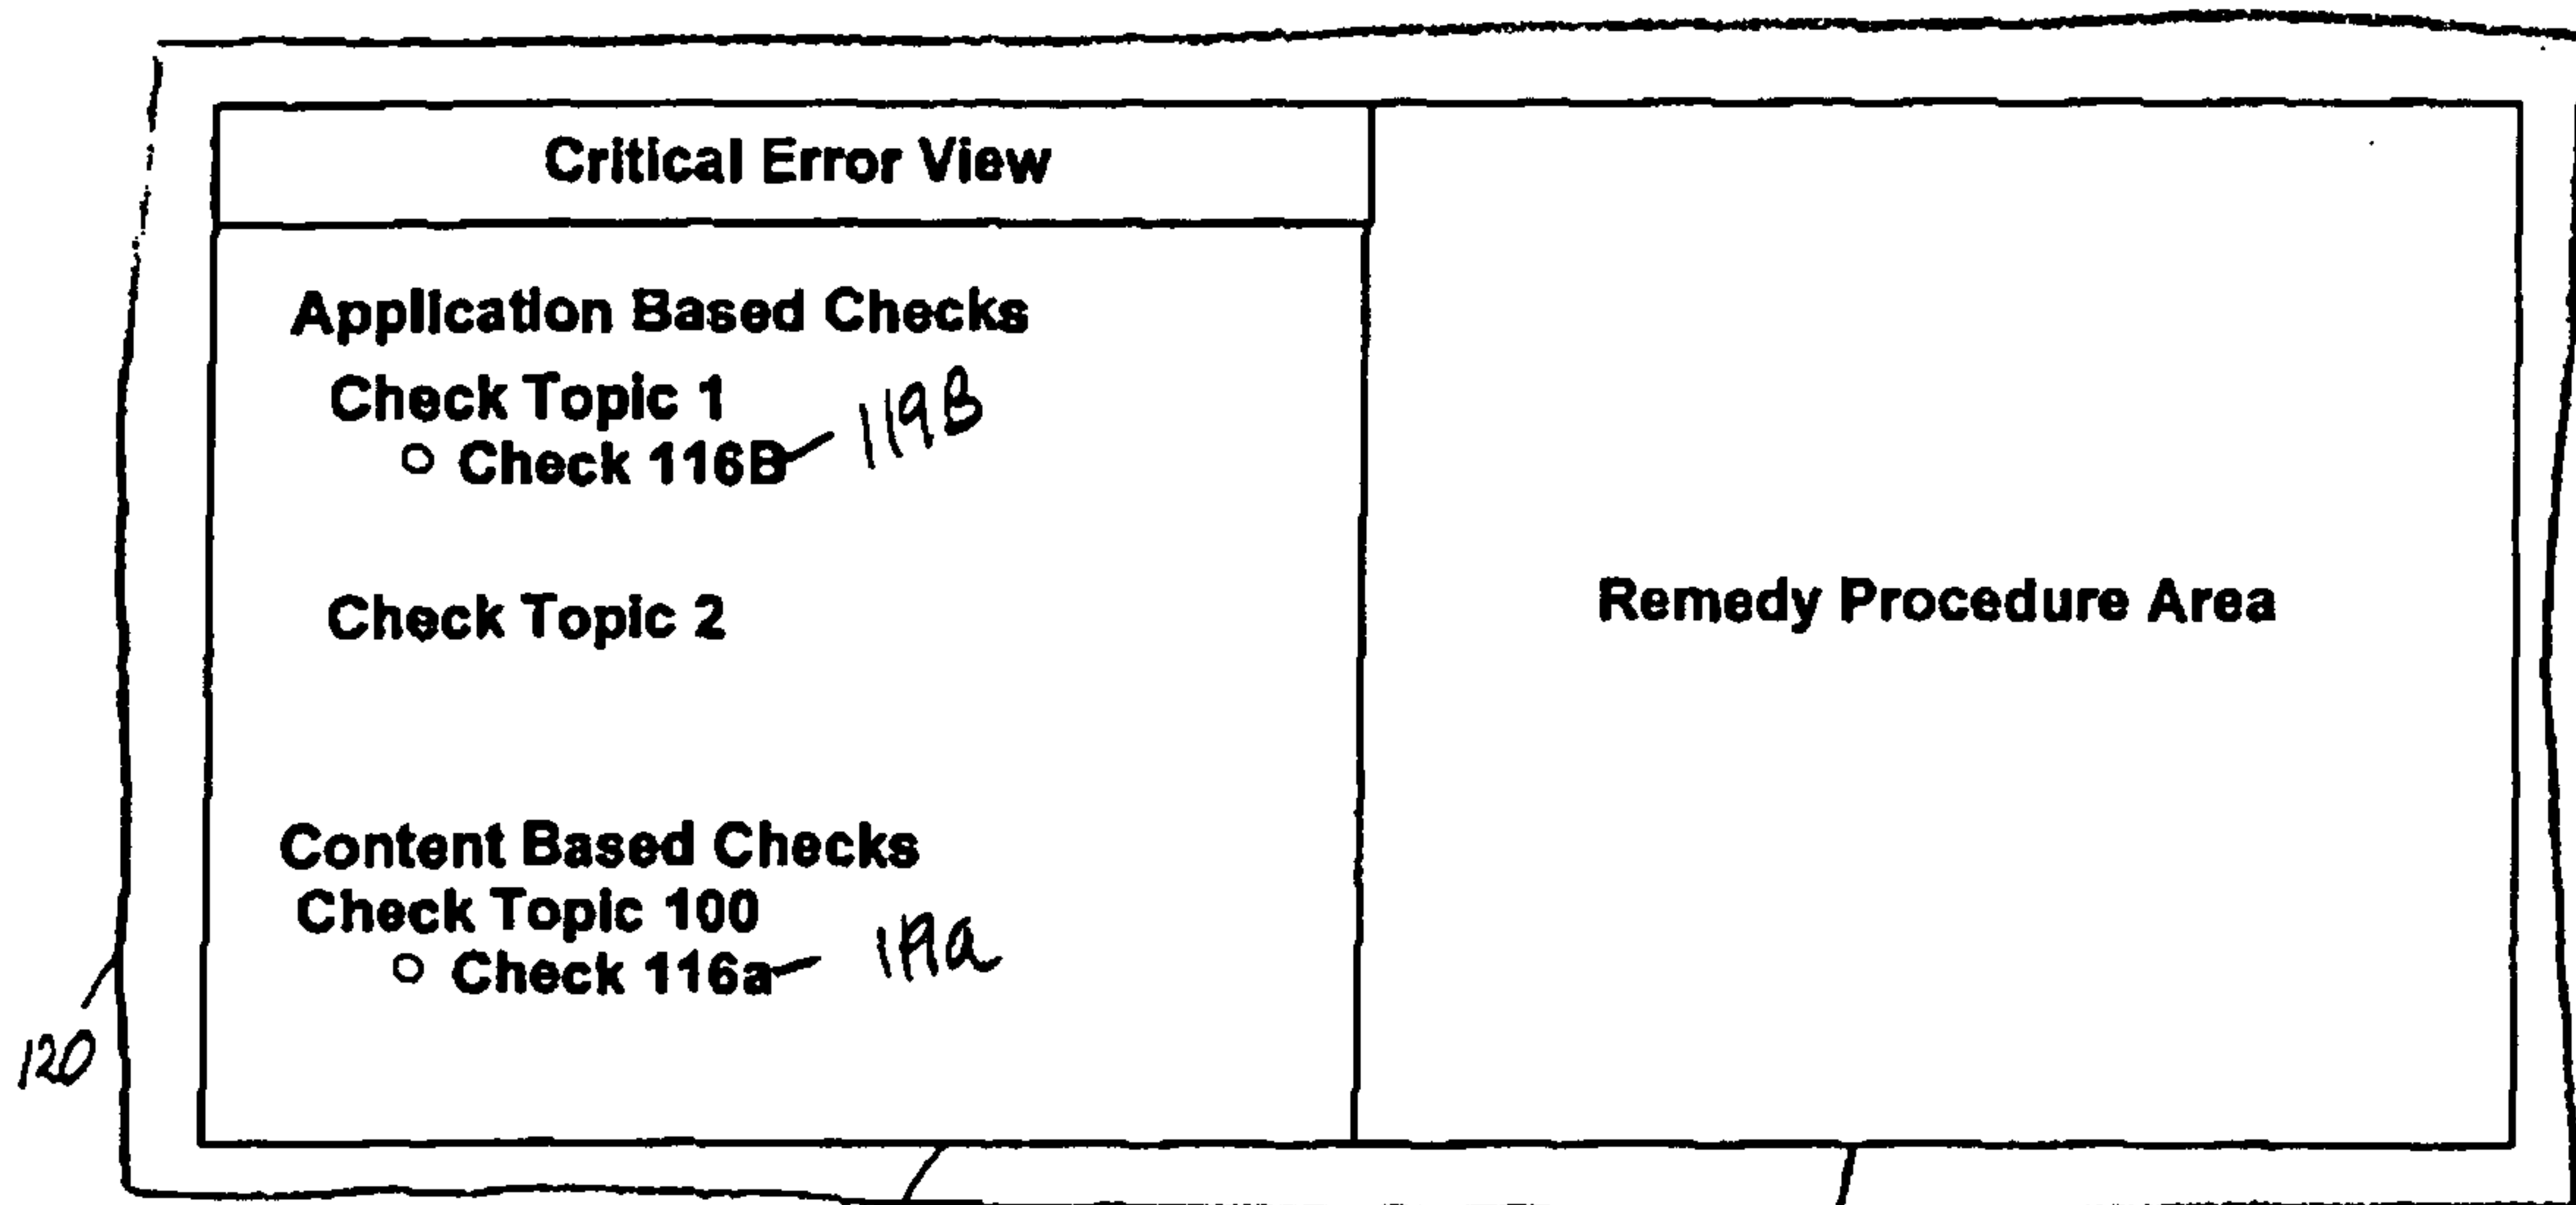 Critical Error View
Application Based Checks
Check Topic 1
○ Check 116B 119B
Check Topic 2
Remedy Procedure Area
Content Based Checks
Check Topic 100
○ Check 116a 119a
120